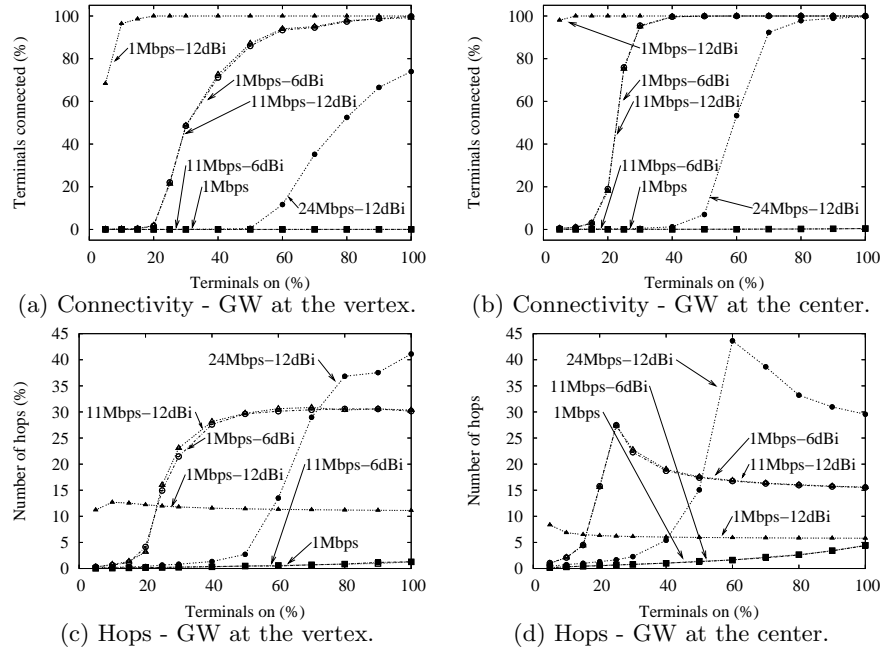 100
80
60
40
20
0
Terminals connected (%)
1Mbps−12dBi
1Mbps−6dBi
11Mbps−12dBi
11Mbps−6dBi
1Mbps
24Mbps−12dBi
0 20 40 60 80 100
Terminals on (%)
(a) Connectivity - GW at the vertex.
100
80
60
40
20
0
Terminals connected (%)
1Mbps−12dBi
1Mbps−6dBi
11Mbps−12dBi
11Mbps−6dBi
1Mbps
24Mbps−12dBi
0 20 40 60 80 100
Terminals on (%)
(b) Connectivity - GW at the center.
45
40
35
30
25
20
15
10
5
0
Number of hops (%)
24Mbps−12dBi
11Mbps−12dBi
1Mbps−6dBi
1Mbps−12dBi
11Mbps−6dBi
1Mbps
0 20 40 60 80 100
Terminals on (%)
(c) Hops - GW at the vertex.
45
40
35
30
25
20
15
10
5
0
Number of hops
24Mbps−12dBi
11Mbps−6dBi
1Mbps
1Mbps−6dBi
11Mbps−12dBi
1Mbps−12dBi
0 20 40 60 80 100
Terminals on (%)
(d) Hops - GW at the center.